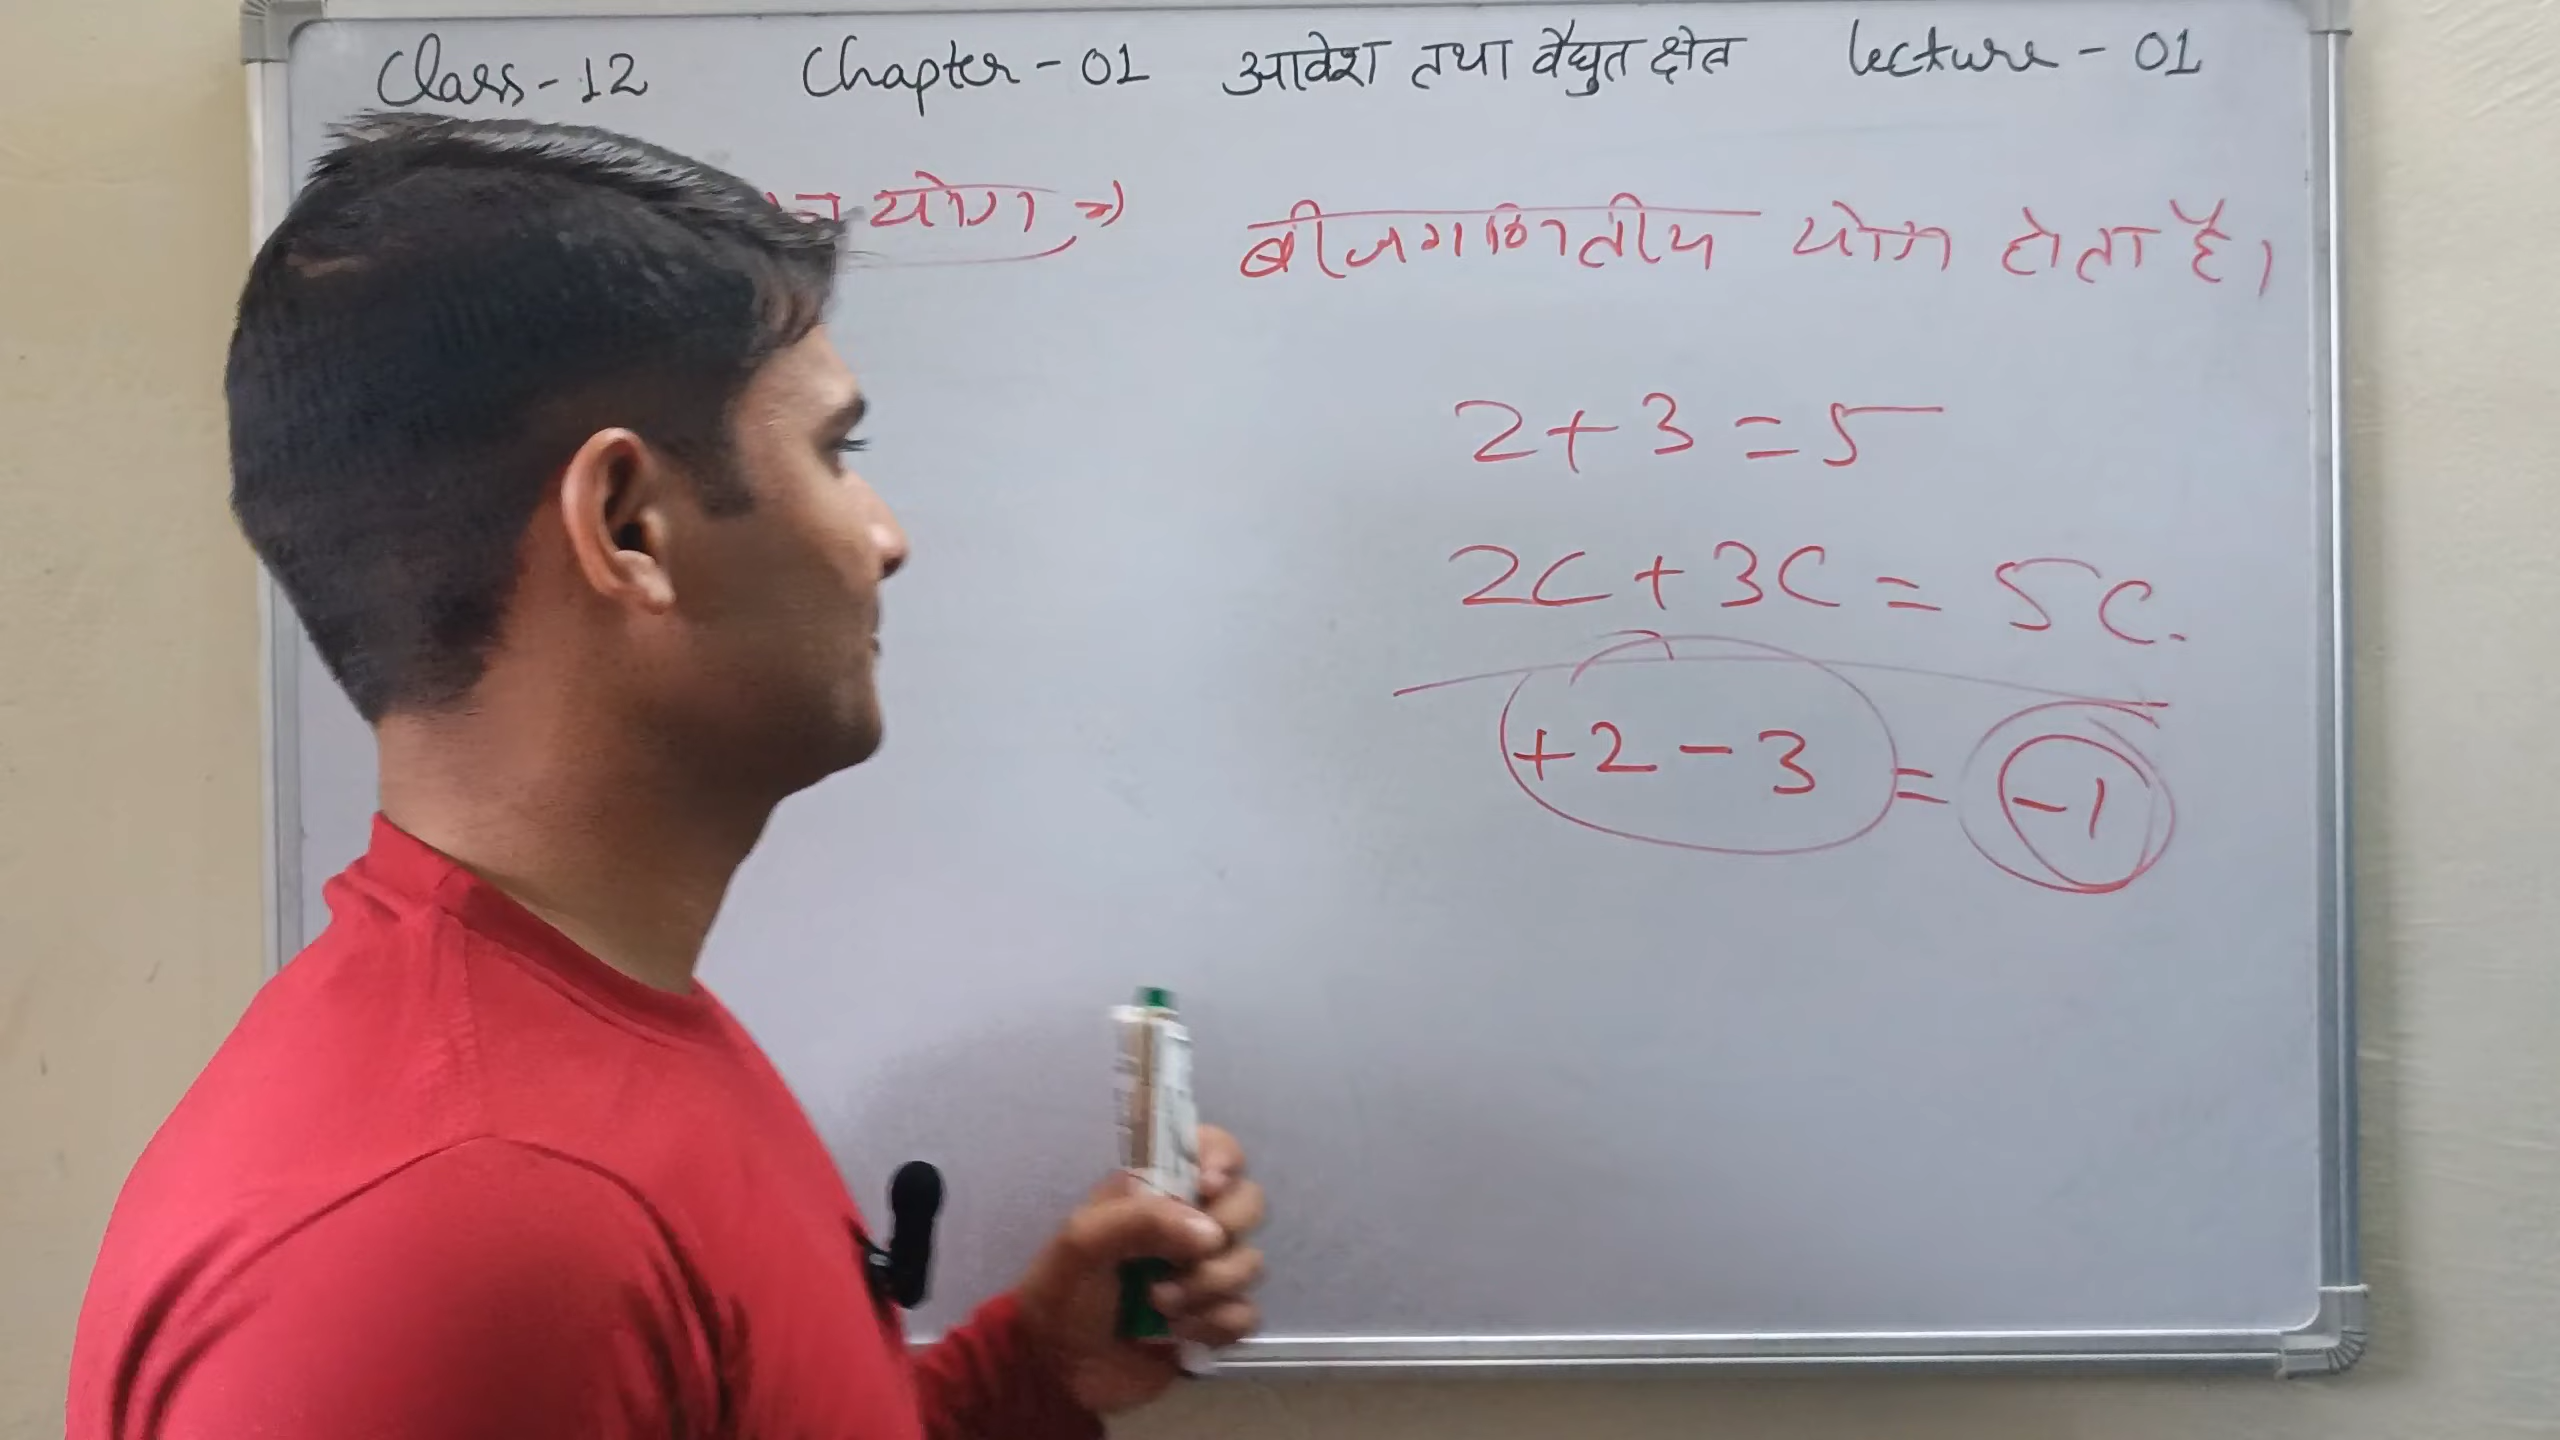 Class-12 Chapter-01 आवेश तथा वैद्युत क्षेत्र lecture-01
योग ⇒ बीजगणितीय योग होता है।
2+3=5
2C+3C=5C.
+2-3=-1